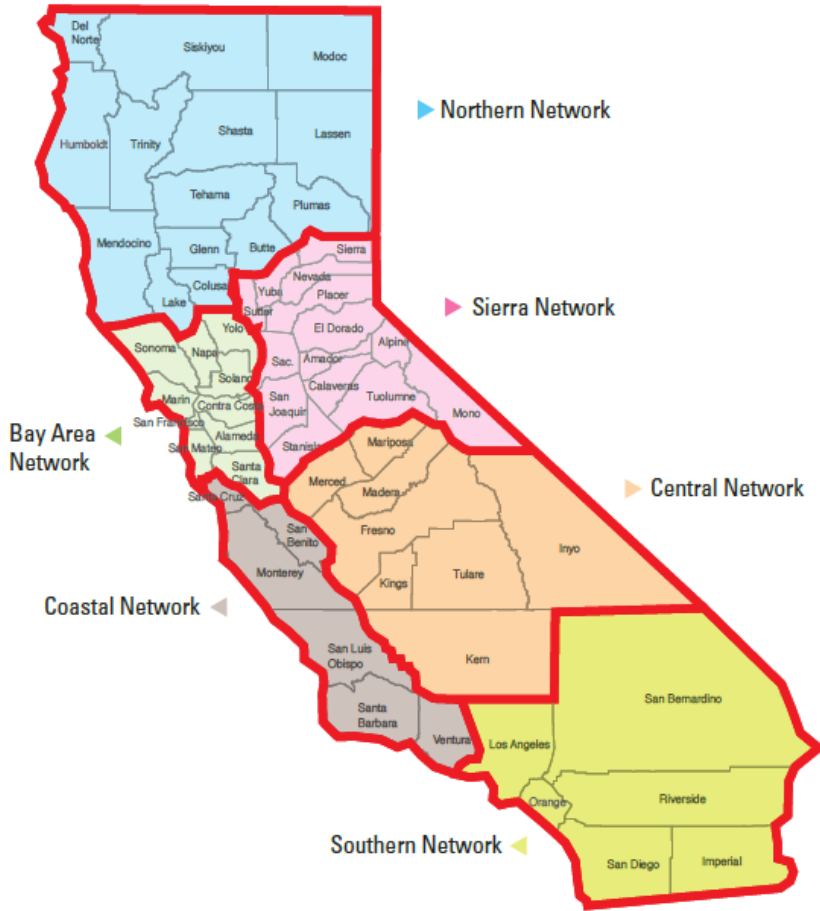 Del
Norte
Siskiyou
Modoc
Northern Network
Humboldt
Trinity
Shasta
Lassen
Tehama
Plumas
Mendocino
Glenn
Butte
Sierra
Lake
Colusa
Yuba
Nevada
Placer
Sutter
Sierra Network
Yolo
El Dorado
Alpine
Sonoma
Napa
Sac.
Amador
Solano
Calaveras
Tuolumne
Mono
Marin
Contra Costa
San
Joaquir
San Francisco
Alameda
Stanisla
San Mateo
Santa
Clara
Bay Area
Network
Mariposa
Merced
Madera
Central Network
Santa Cruz
San
Benito
Fresno
Inyo
Monterey
Kings
Tulare
Coastal Network
San Luis
Obispo
Kern
Santa
Barbara
Ventura
Los Angeles
San Bernardino
Orange
Riverside
Southern Network
San Diego
Imperial